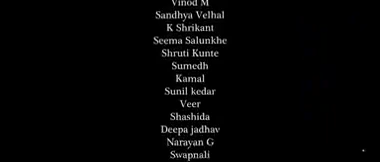 Vinod M
Sandhya Velhal
K Shrikant
Seema Salunkhe
Shruti Kunte
Sumedh
Kamal
Sunil kedar
Veer
Shashida
Deepa jadhav
Narayan G
Swapnali